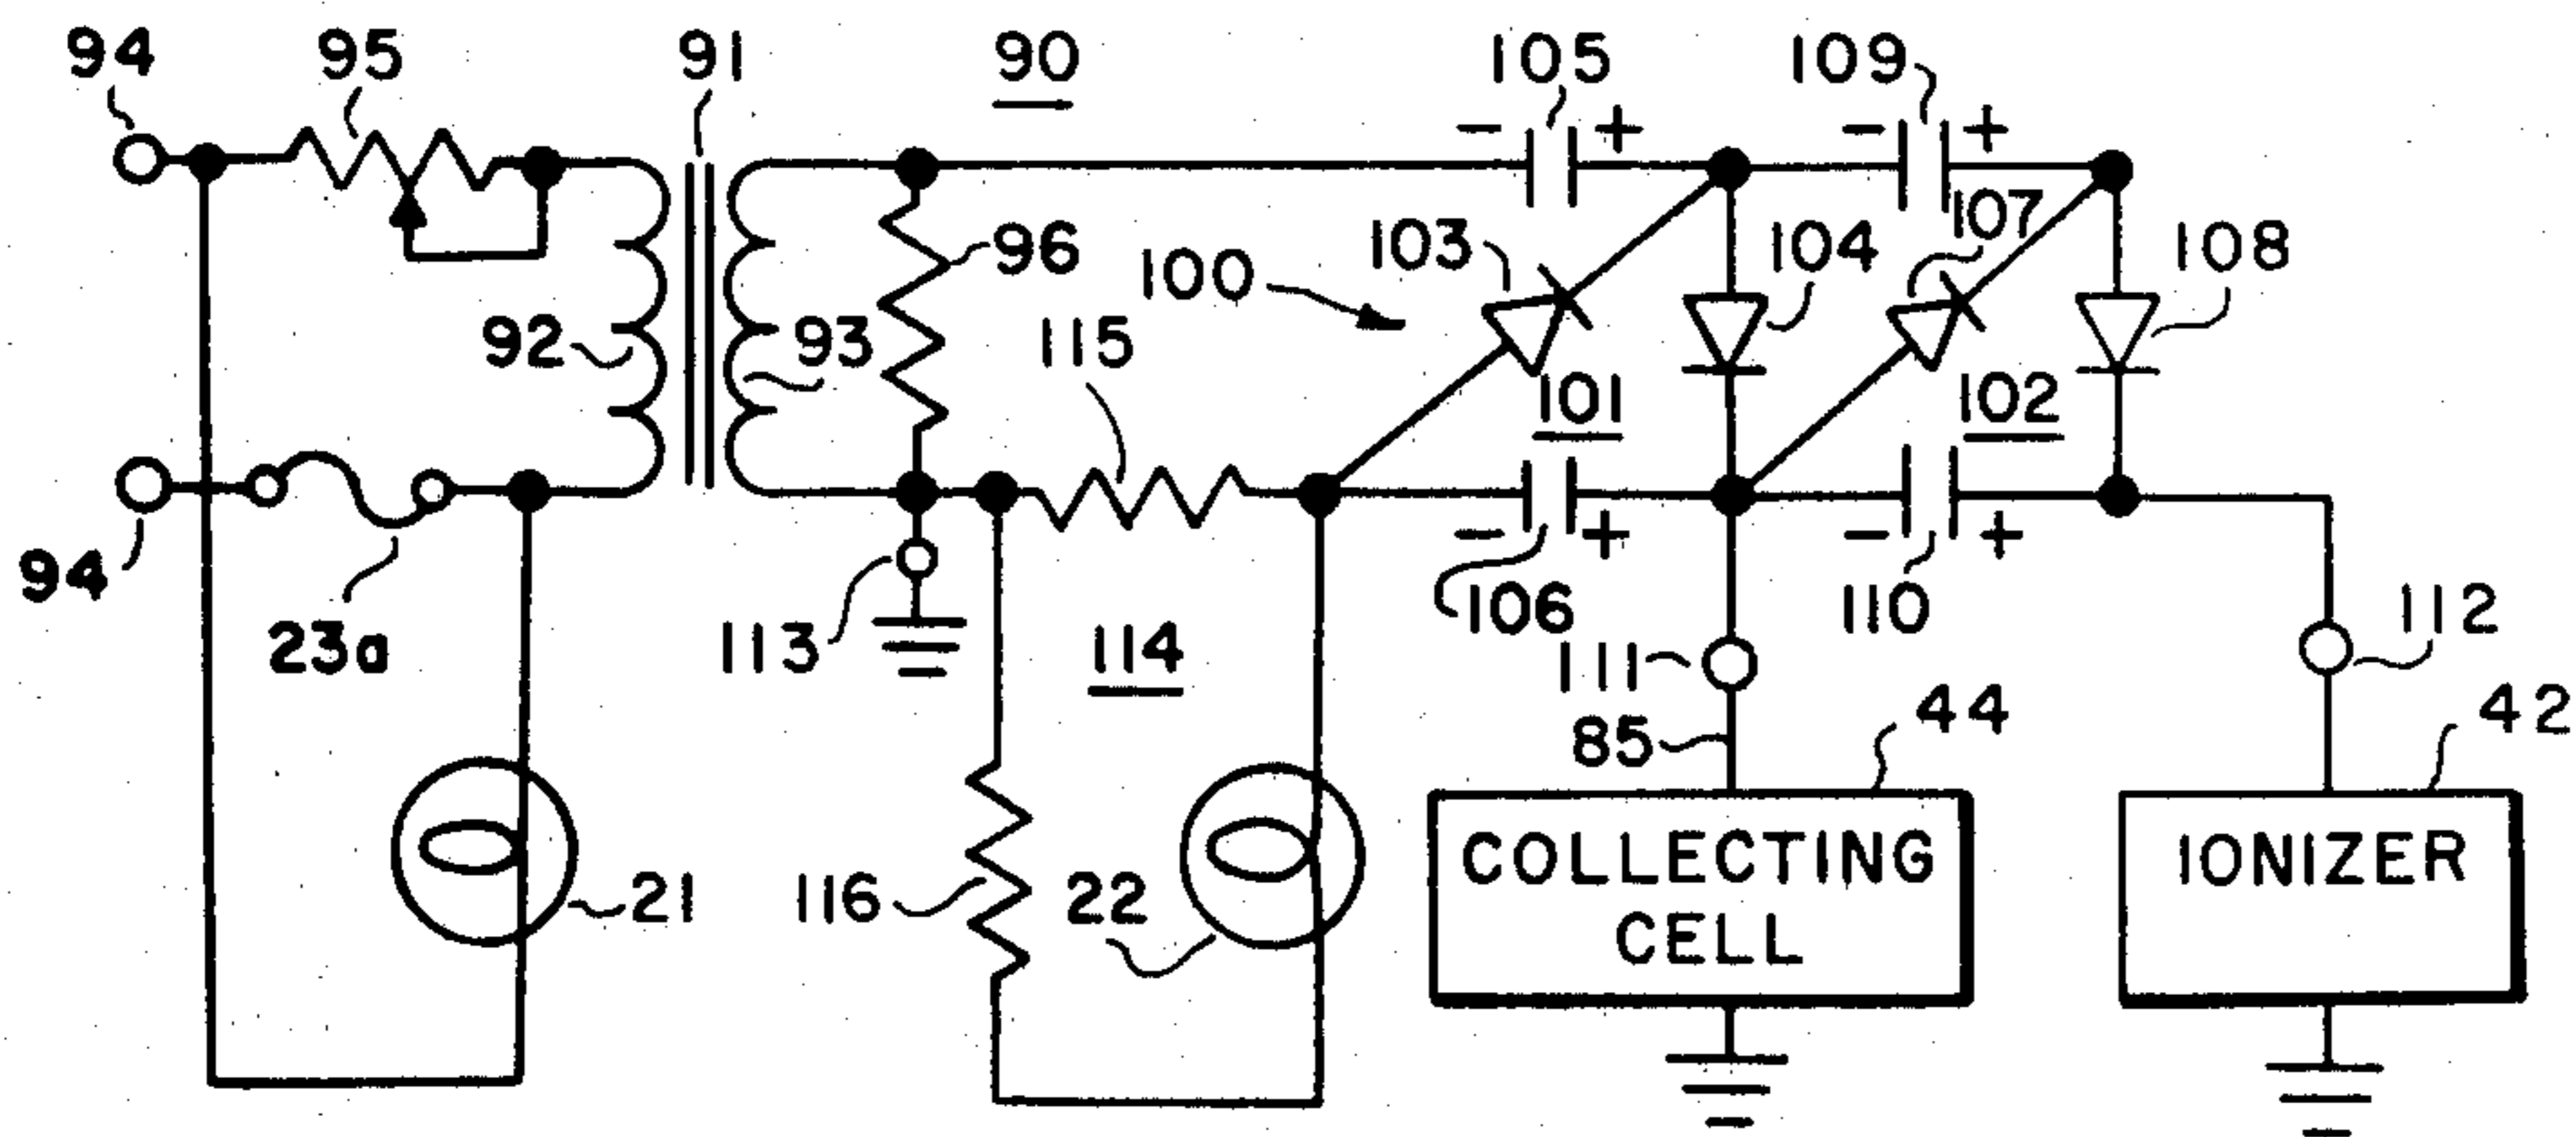 94 95 91 90 105 109
- + - +
103 104 107 108
100
96
92 93 115
101 102
94
- + - +
23a
113 114
106 110
111 112
85 44 42
116 22 21
COLLECTING
CELL
IONIZER